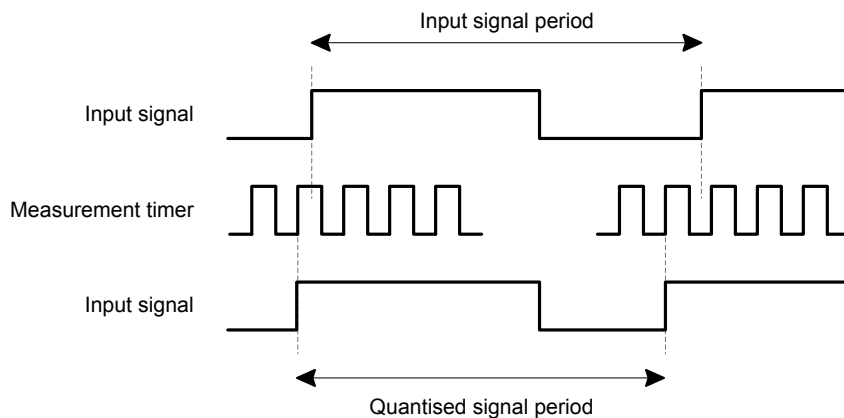 Input signal period
Input signal
Measurement timer
Input signal
Quantised signal period